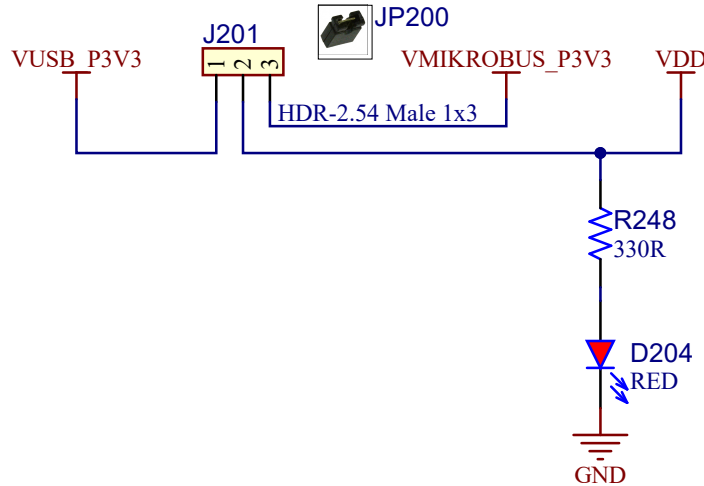 JP200
J201
VUSB_P3V3
VMIKROBUS_P3V3
VDD
1
2
3
HDR-2.54 Male 1x3
R248
330R
D204
RED
GND